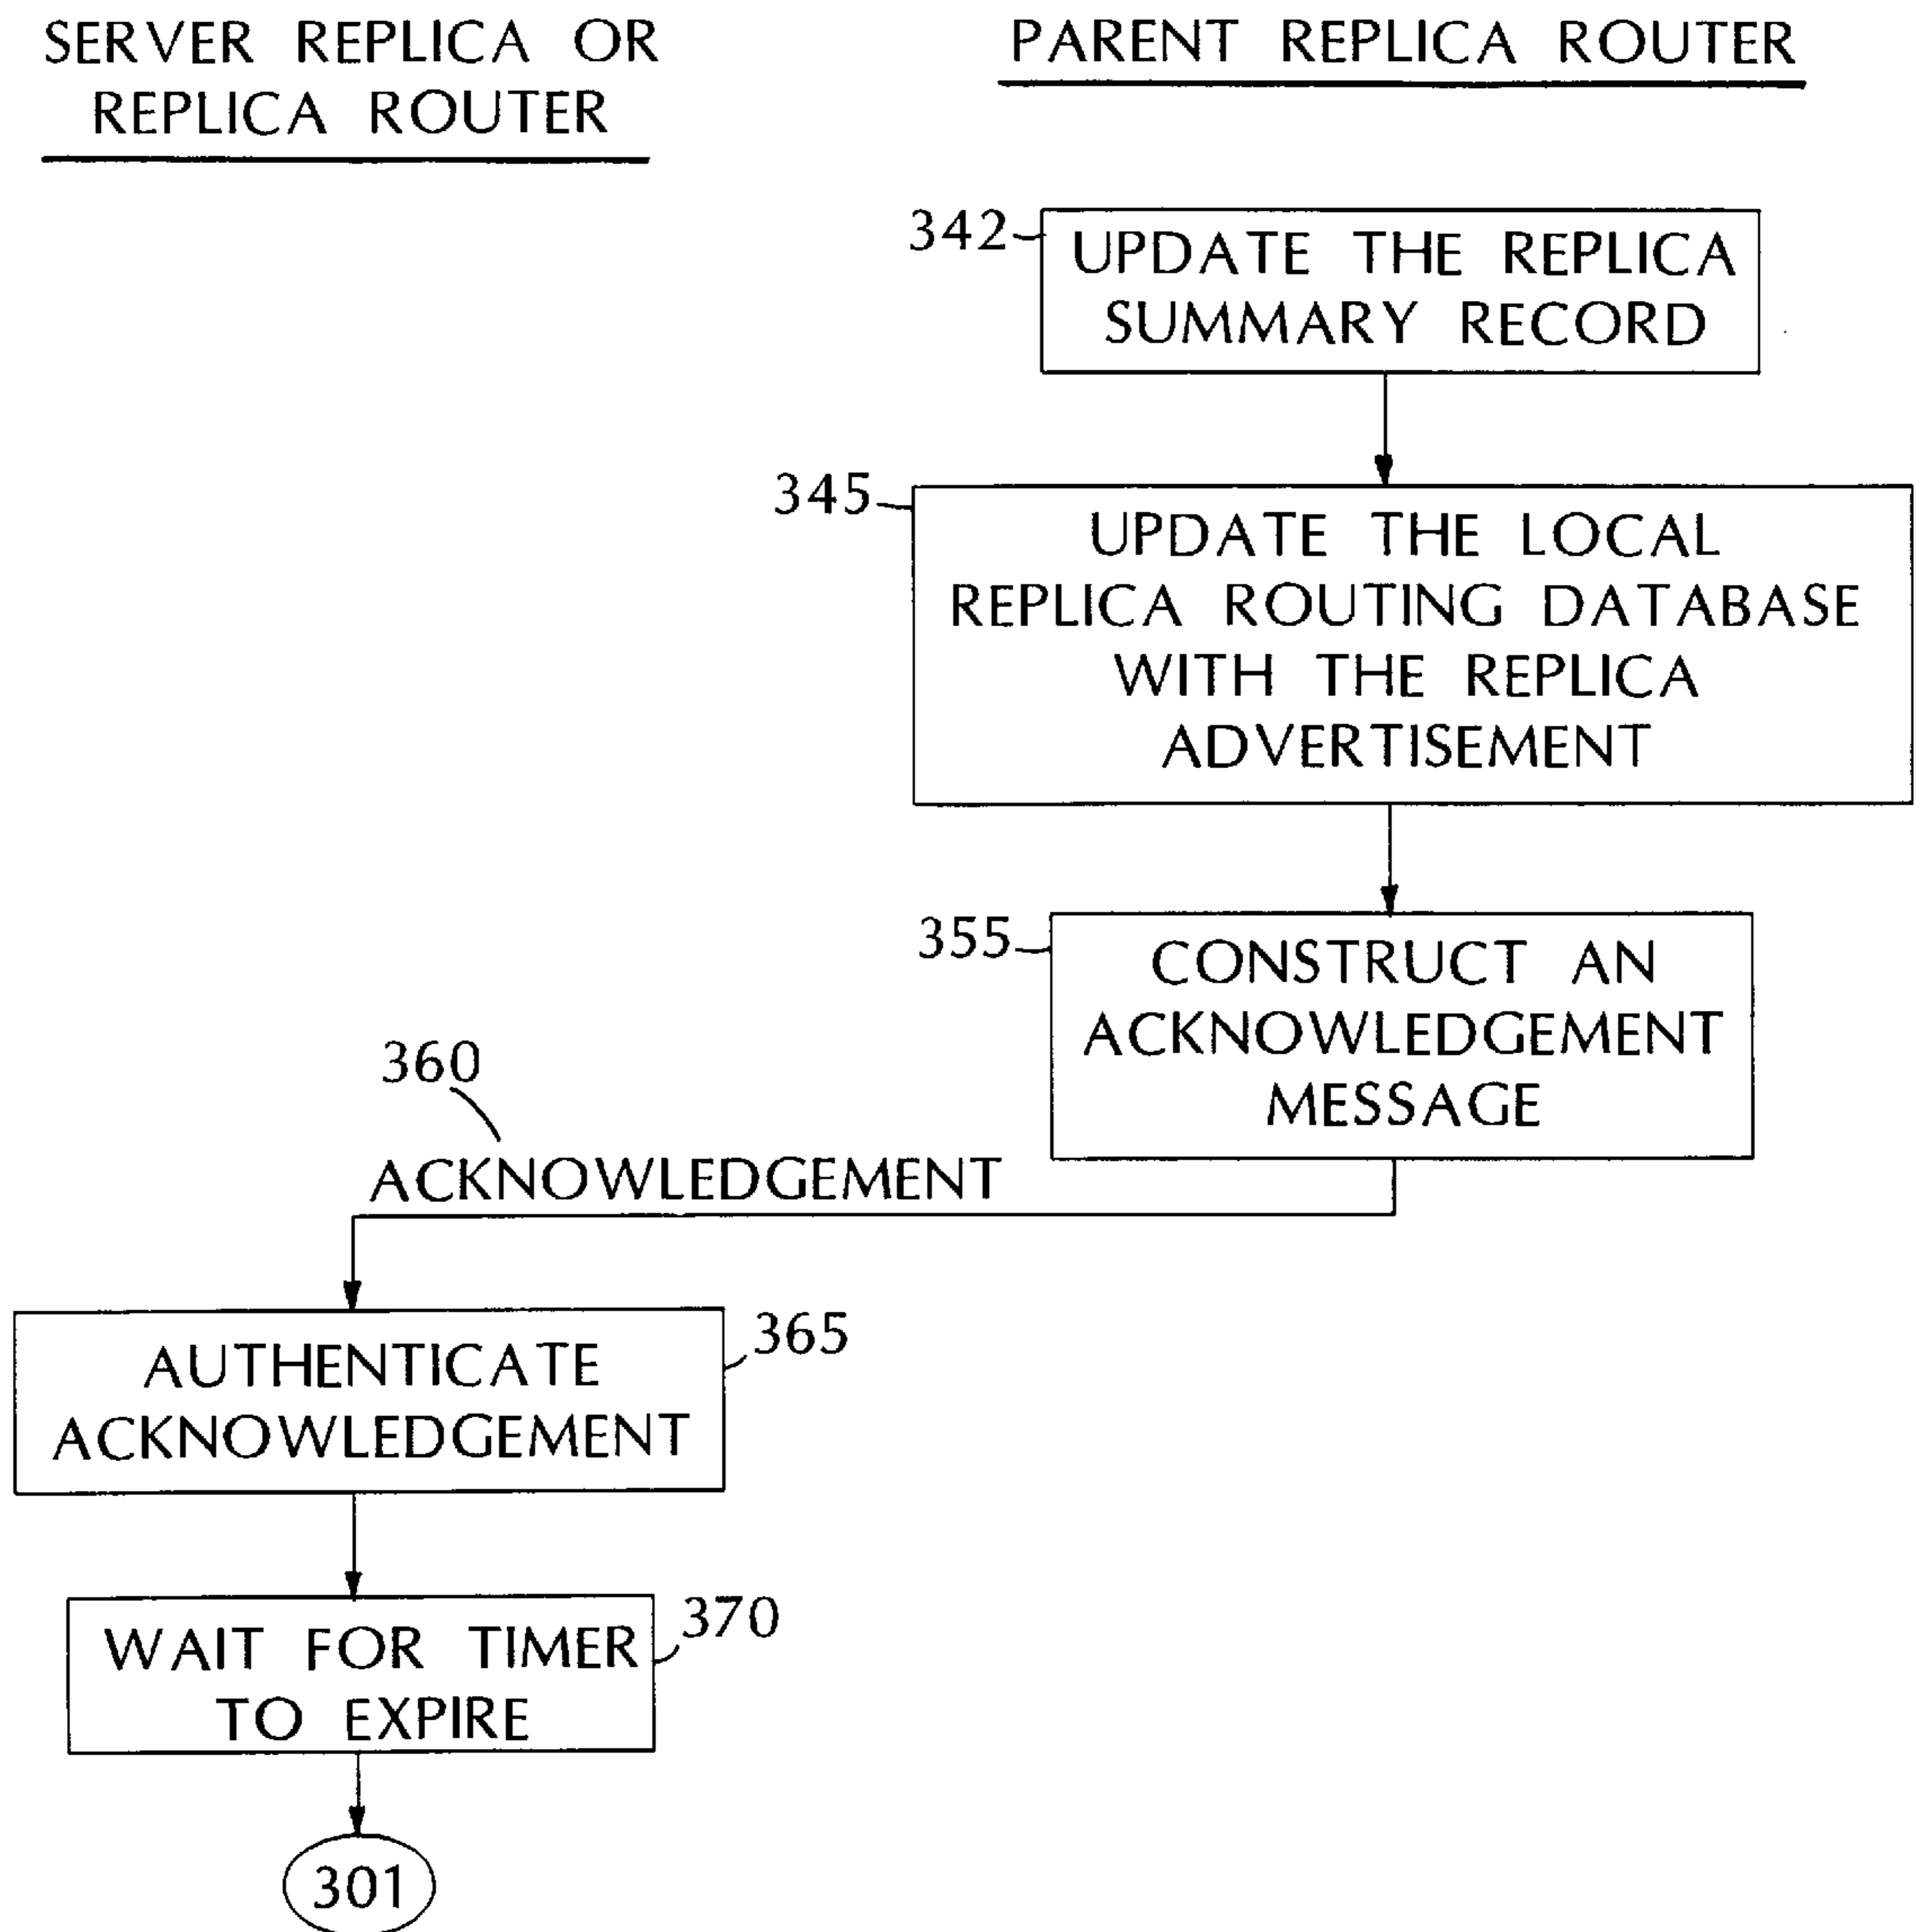 SERVER REPLICA OR
REPLICA ROUTER
PARENT REPLICA ROUTER
342
UPDATE THE REPLICA
SUMMARY RECORD
345
UPDATE THE LOCAL
REPLICA ROUTING DATABASE
WITH THE REPLICA
ADVERTISEMENT
355
CONSTRUCT AN
ACKNOWLEDGEMENT
MESSAGE
360
ACKNOWLEDGEMENT
365
AUTHENTICATE
ACKNOWLEDGEMENT
370
WAIT FOR TIMER
TO EXPIRE
301